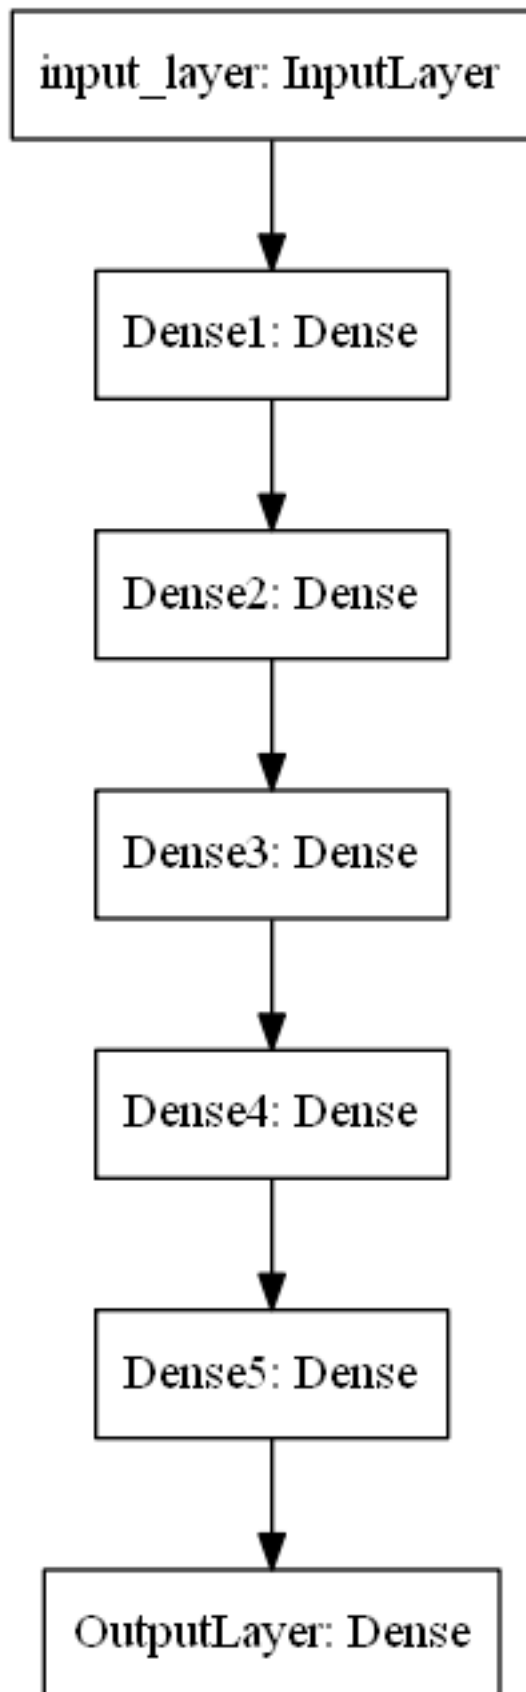 input_layer: InputLayer
Dense1: Dense
Dense2: Dense
Dense3: Dense
Dense4: Dense
Dense5: Dense
OutputLayer: Dense